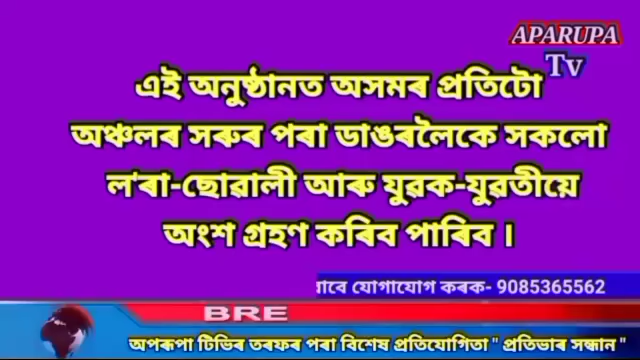 APARUPA
Tv
এই অনুষ্ঠানত অসমৰ প্ৰতিটো
অঞ্চলৰ সৰুৰ পৰা ডাঙৰলৈকে সকলো
ল'ৰা-ছোৱালী আৰু যুৱক-যুৱতীয়ে
অংশ গ্ৰহণ কৰিব পাৰিব ।
যোগাযোগ কৰক- 9085365562
BRE
অপৰূপা টিভিৰ তৰফৰ পৰা বিশেষ প্ৰতিযোগিতা " প্ৰতিভাৰ সন্ধান "